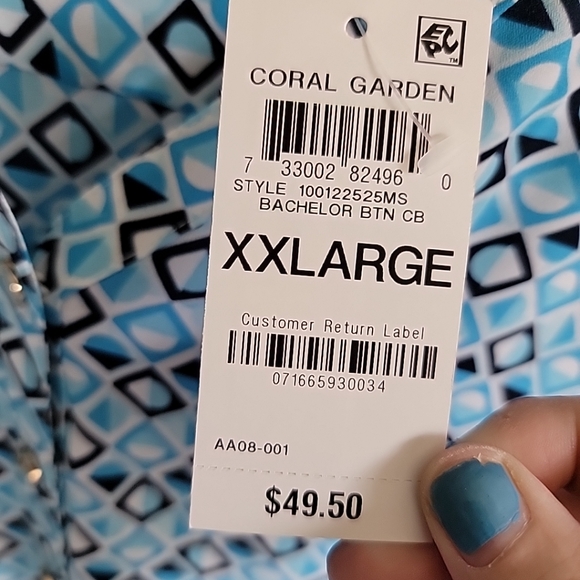 EPC™
CORAL GARDEN
7 33002 82496 0
STYLE 100122525MS
BACHELOR BTN CB
XXLARGE
Customer Return Label
071665930034
AA08-001
$49.50